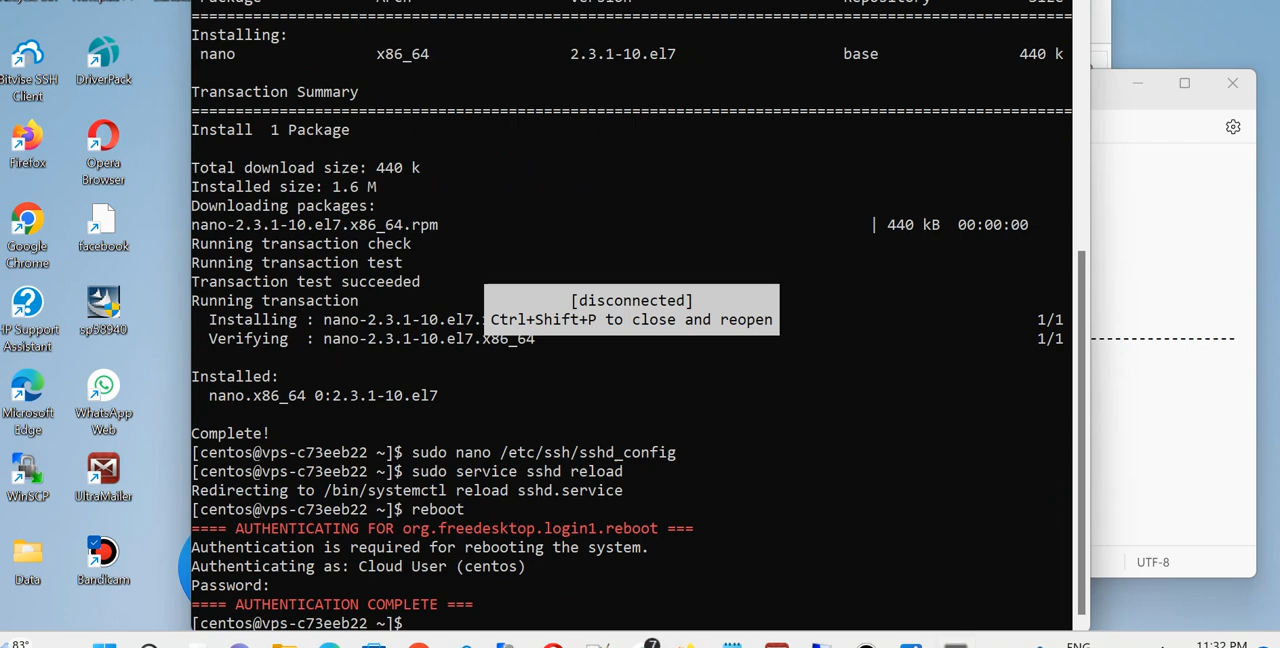 Package Arch Version Repository Size
================================================================================
Installing:
nano x86_64 2.3.1-10.el7 base 440 k
Transaction Summary
================================================================================
Install 1 Package
Total download size: 440 k
Installed size: 1.6 M
Downloading packages:
nano-2.3.1-10.el7.x86_64.rpm | 440 kB 00:00:00
Running transaction check
Running transaction test
Transaction test succeeded
Running transaction
Installing : nano-2.3.1-10.el7. 1/1
Verifying : nano-2.3.1-10.el7.x86_64 1/1
Installed:
nano.x86_64 0:2.3.1-10.el7
Complete!
[centos@vps-c73eeb22 ~]$ sudo nano /etc/ssh/sshd_config
[centos@vps-c73eeb22 ~]$ sudo service sshd reload
Redirecting to /bin/systemctl reload sshd.service
[centos@vps-c73eeb22 ~]$ reboot
==== AUTHENTICATING FOR org.freedesktop.login1.reboot ===
Authentication is required for rebooting the system.
Authenticating as: Cloud User (centos)
Password:
==== AUTHENTICATION COMPLETE ===
[centos@vps-c73eeb22 ~]$
[disconnected]
Ctrl+Shift+P to close and reopen
Bitvise SSH
Client
DriverPack
Firefox
Opera
Browser
Google
Chrome
facebook
HP Support
Assistant
sp58940
Microsoft
Edge
WhatsApp
Web
WinSCP
UltraMailer
Data
Bandicam
UTF-8
83°
7
ENG
11:32 PM